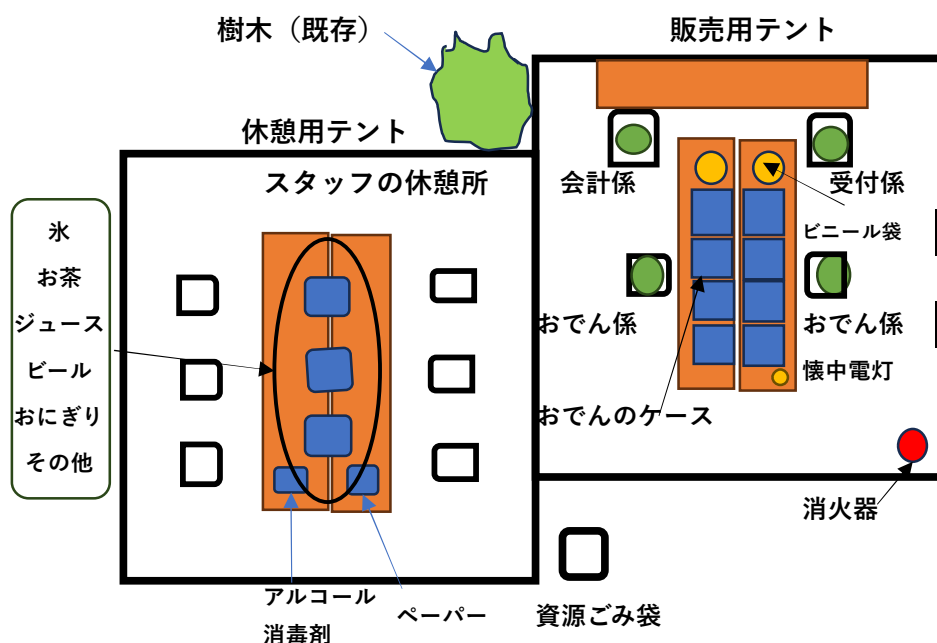 樹木（既存）
販売用テント
休憩用テント
スタッフの休憩所
会計係
受付係
ビニール袋
氷
お茶
ジュース
ビール
おにぎり
その他
おでん係
おでん係
懐中電灯
おでんのケース
消火器
アルコール
消毒剤
ペーパー
資源ごみ袋